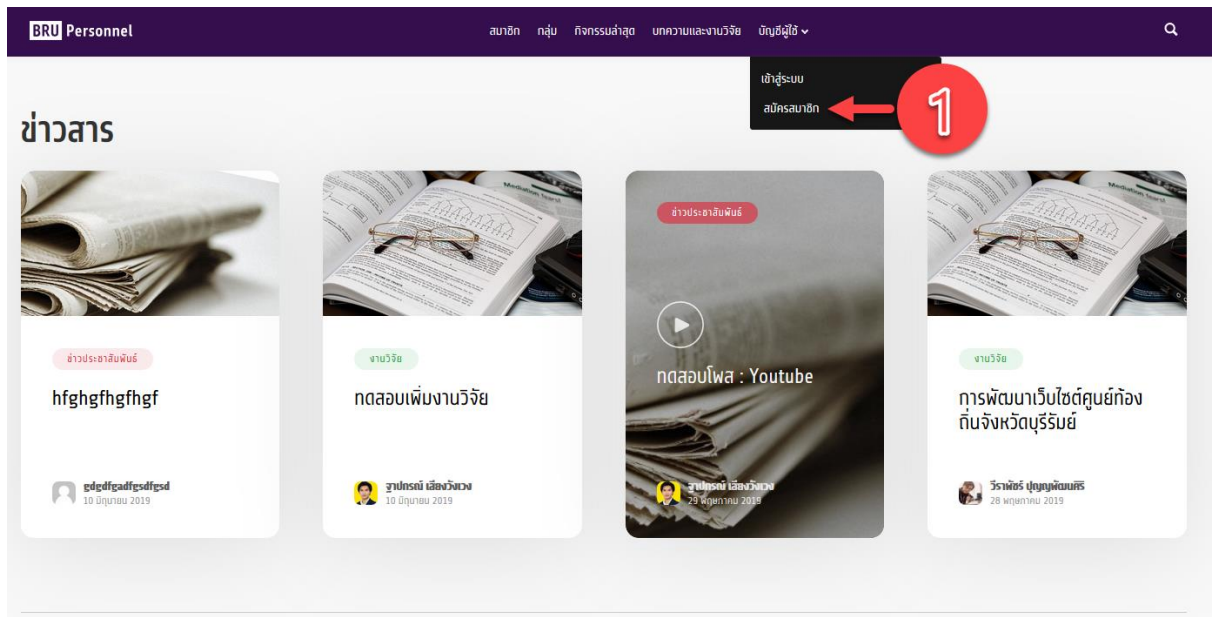 BRU Personnel
สมาชิก กลุ่ม กิจกรรมล่าสุด บทความและงานวิจัย บัญชีผู้ใช้
เข้าสู่ระบบ
สมัครสมาชิก
1
ข่าวสาร
ข่าวประชาสัมพันธ์
hfghgfhgfhgf
gdgdfgadfgsdfgsd
10 มิถุนายน 2019
งานวิจัย
ทดสอบเพิ่มงานวิจัย
ฐาปกรณ์ เสียงวังเวง
10 มิถุนายน 2019
ข่าวประชาสัมพันธ์
ทดสอบโพส : Youtube
ฐาปกรณ์ เสียงวังเวง
29 พฤษภาคม 2019
งานวิจัย
การพัฒนาเว็บไซต์ศูนย์ท้อง
ถิ่นจังหวัดบุรีรัมย์
วีราพัชร์ ปุญญพัฒนศิริ
28 พฤษภาคม 2019